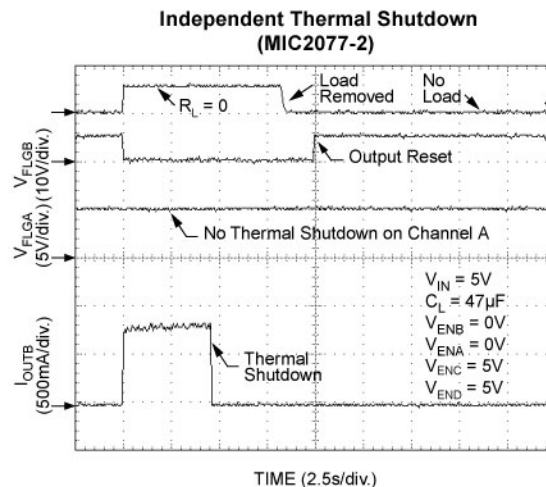 Independent Thermal Shutdown
(MIC2077-2)
Load
Removed
No
Load
R_L = 0
Output Reset
V_FLGB
(10V/div.)
V_FLGA
(5V/div.)
No Thermal Shutdown on Channel A
V_IN = 5V
C_L = 47µF
V_ENB = 0V
V_ENA = 0V
V_ENC = 5V
V_END = 5V
I_OUTB
(500mA/div.)
Thermal
Shutdown
TIME (2.5s/div.)